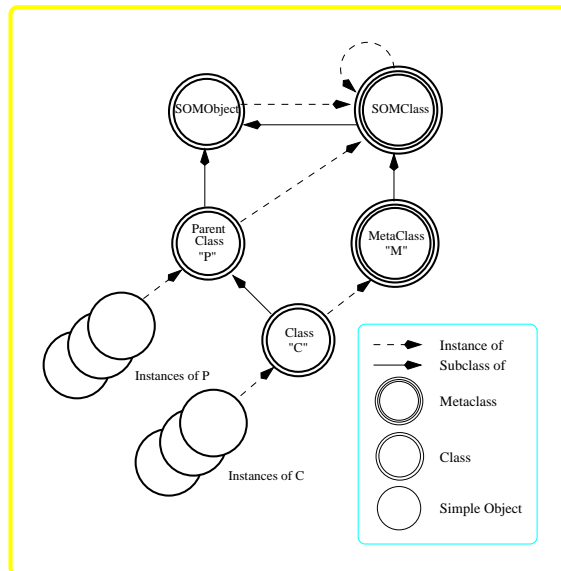 SOMObject
SOMClass
Parent
Class
"P"
MetaClass
"M"
Class
"C"
Instances of P
Instances of C
Instance of
Subclass of
Metaclass
Class
Simple Object